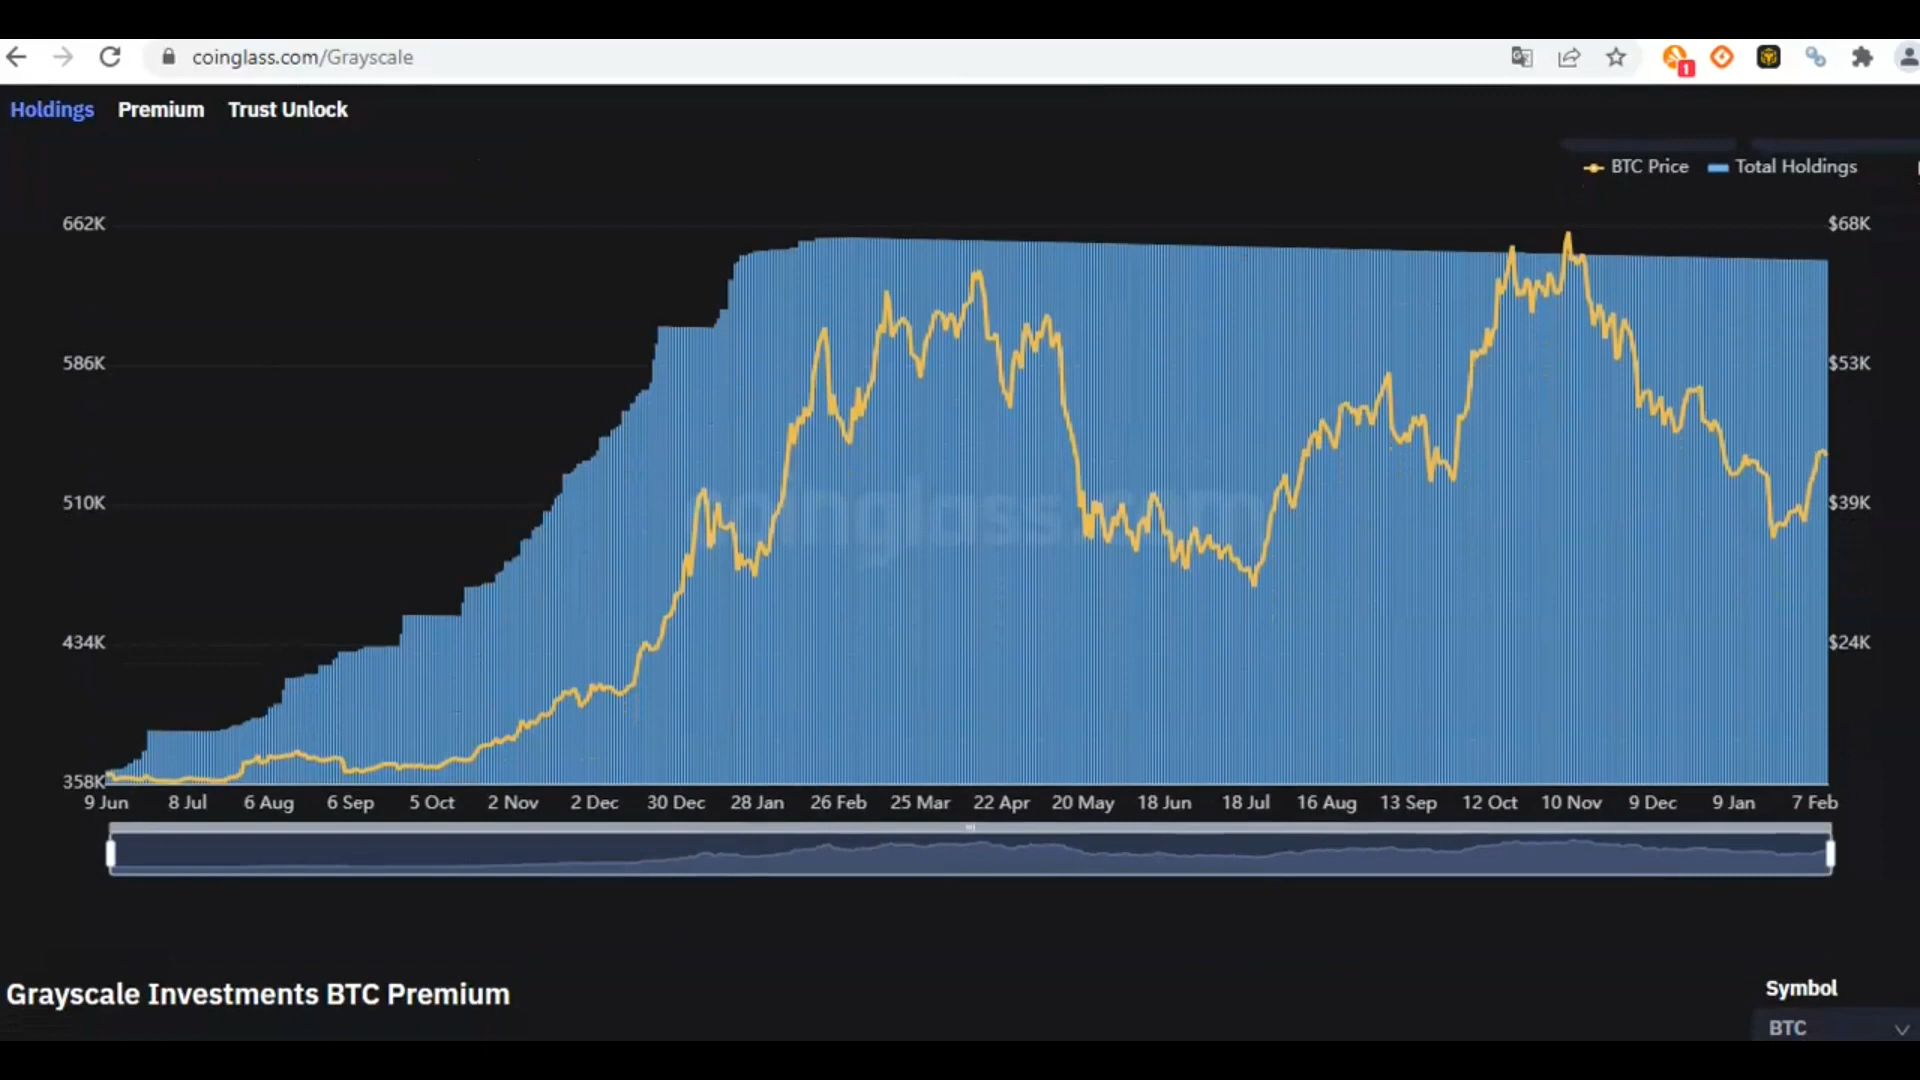 coinglass.com/Grayscale
1
Holdings Premium Trust Unlock
BTC Price Total Holdings
662K $68K
586K $53K
510K $39K
434K $24K
358K
coinglass.com
9 Jun 8 Jul 6 Aug 6 Sep 5 Oct 2 Nov 2 Dec 30 Dec 28 Jan 26 Feb 25 Mar 22 Apr 20 May 18 Jun 18 Jul 16 Aug 13 Sep 12 Oct 10 Nov 9 Dec 9 Jan 7 Feb
Grayscale Investments BTC Premium
Symbol
BTC